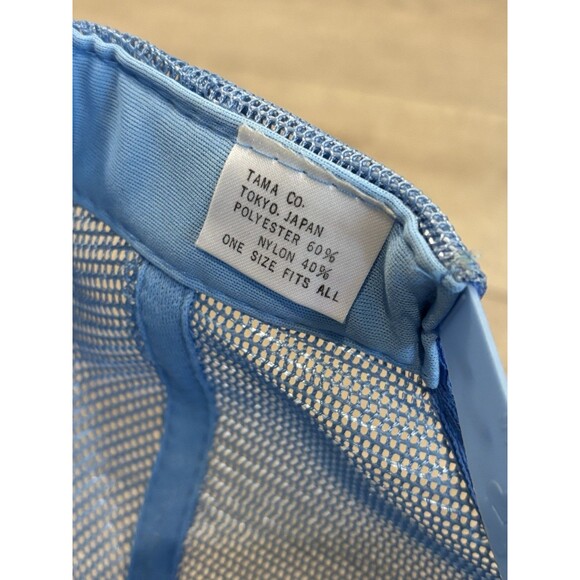 TAMA CO.
TOKYO. JAPAN
POLYESTER 60%
NYLON 40%
ONE SIZE FITS ALL